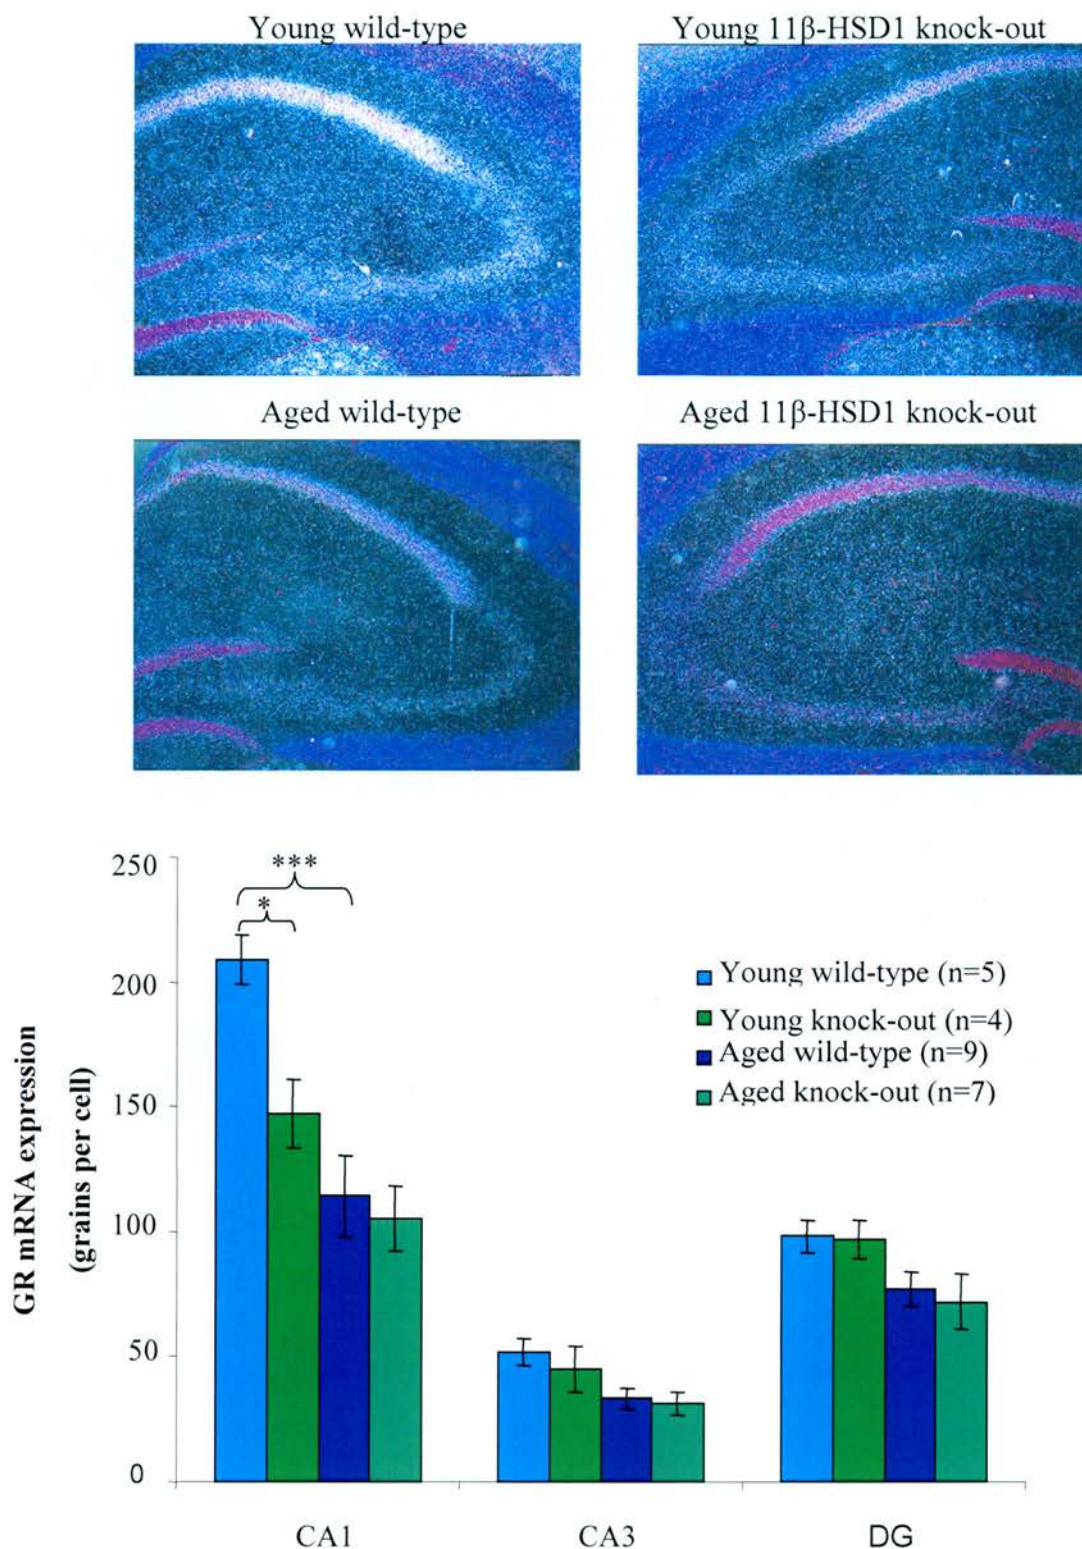 Young wild-type
Young 11β-HSD1 knock-out
Aged wild-type
Aged 11β-HSD1 knock-out
250
200
150
100
50
0
GR mRNA expression
(grains per cell)
***
*
Young wild-type (n=5)
Young knock-out (n=4)
Aged wild-type (n=9)
Aged knock-out (n=7)
CA1
CA3
DG